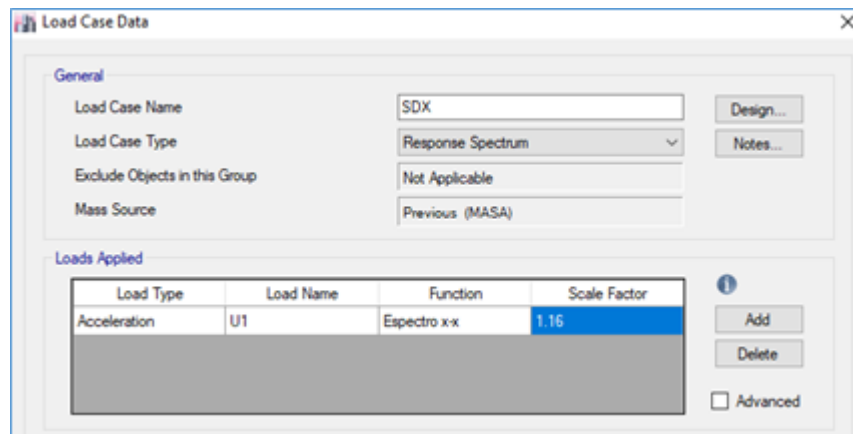 Load Case Data
General
Load Case Name SDX Design...
Load Case Type Response Spectrum Notes...
Exclude Objects in this Group Not Applicable
Mass Source Previous (MASA)
Loads Applied
Load Type Load Name Function Scale Factor
Acceleration U1 Espectro x-x 1.16 Add
Delete
Advanced